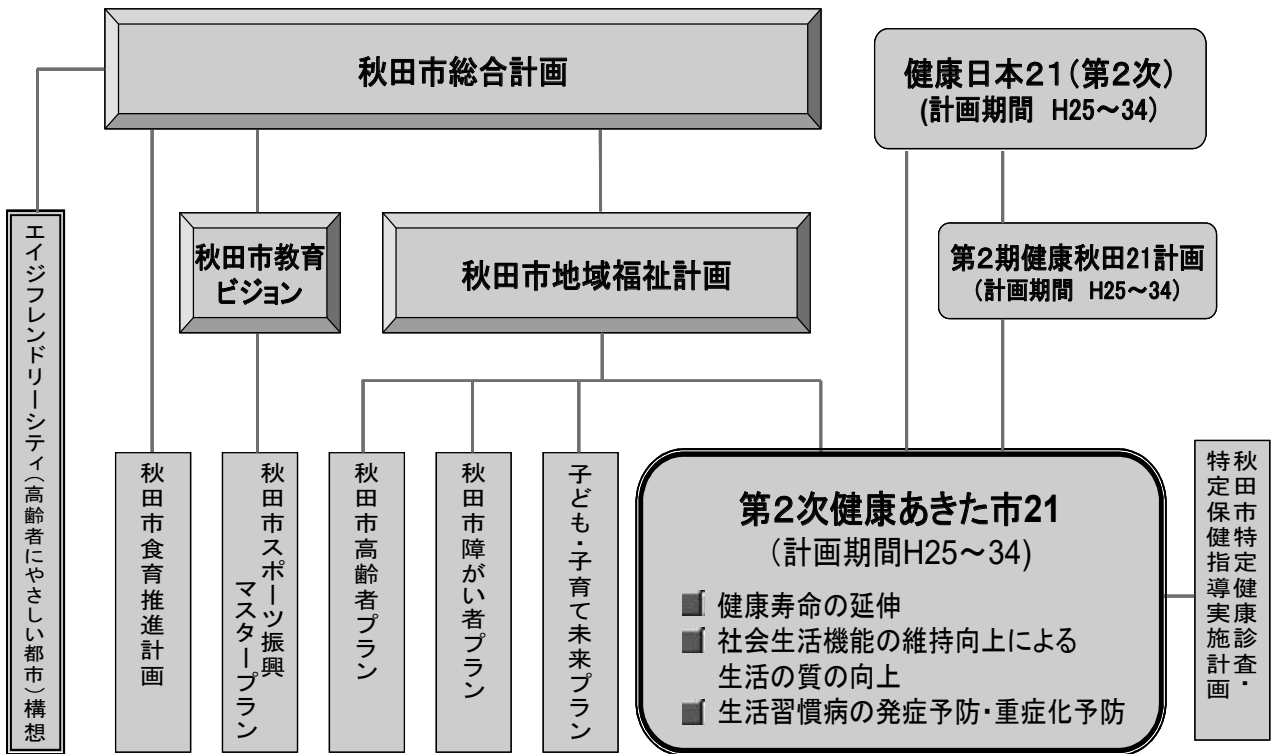 秋田市総合計画
健康日本21(第2次)
(計画期間 H25～34)
エイジフレンドリーシティ(高齢者にやさしい都市)構想
秋田市教育
ビジョン
秋田市地域福祉計画
第2期健康秋田21計画
(計画期間 H25～34)
秋田市食育推進計画
秋田市スポーツ振興
マスタープラン
秋田市高齢者プラン
秋田市障がい者プラン
子ども・子育て未来プラン
第2次健康あきた市21
(計画期間H25～34)
健康寿命の延伸
社会生活機能の維持向上による
生活の質の向上
生活習慣病の発症予防・重症化予防
秋田市特定健康診査・
特定保健指導実施計画